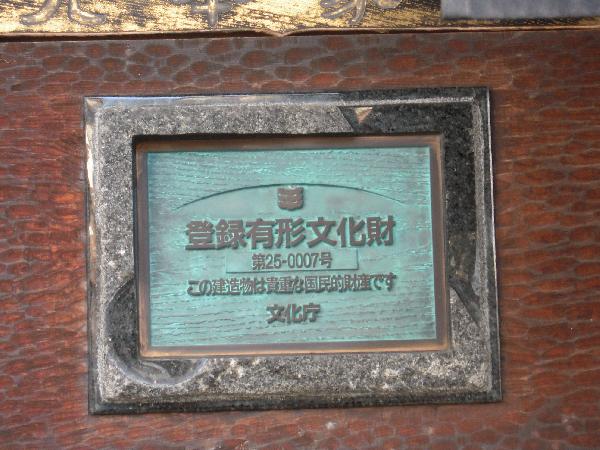 登録有形文化財
第25-0007号
この建造物は貴重な国民的財産です
文化庁